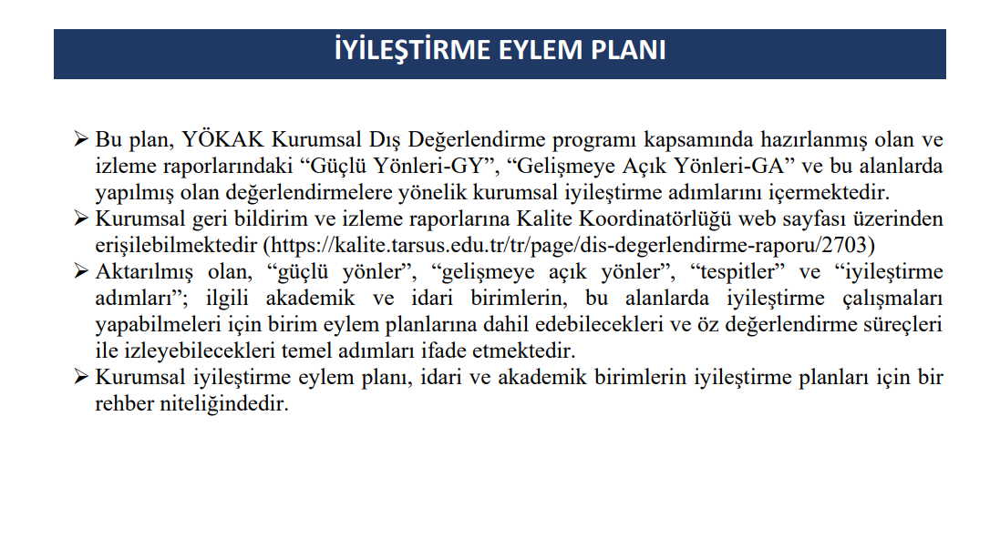 İYİLEŞTİRME EYLEM PLANI
➢ Bu plan, YÖKAK Kurumsal Dış Değerlendirme programı kapsamında hazırlanmış olan ve
izleme raporlarındaki “Güçlü Yönleri-GY”, “Gelişmeye Açık Yönleri-GA” ve bu alanlarda
yapılmış olan değerlendirmelere yönelik kurumsal iyileştirme adımlarını içermektedir.
➢ Kurumsal geri bildirim ve izleme raporlarına Kalite Koordinatörlüğü web sayfası üzerinden
erişilebilmektedir (https://kalite.tarsus.edu.tr/tr/page/dis-degerlendirme-raporu/2703)
➢ Aktarılmış olan, “güçlü yönler”, “gelişmeye açık yönler”, “tespitler” ve “iyileştirme
adımları”; ilgili akademik ve idari birimlerin, bu alanlarda iyileştirme çalışmaları
yapabilmeleri için birim eylem planlarına dahil edebilecekleri ve öz değerlendirme süreçleri
ile izleyebilecekleri temel adımları ifade etmektedir.
➢ Kurumsal iyileştirme eylem planı, idari ve akademik birimlerin iyileştirme planları için bir
rehber niteliğindedir.